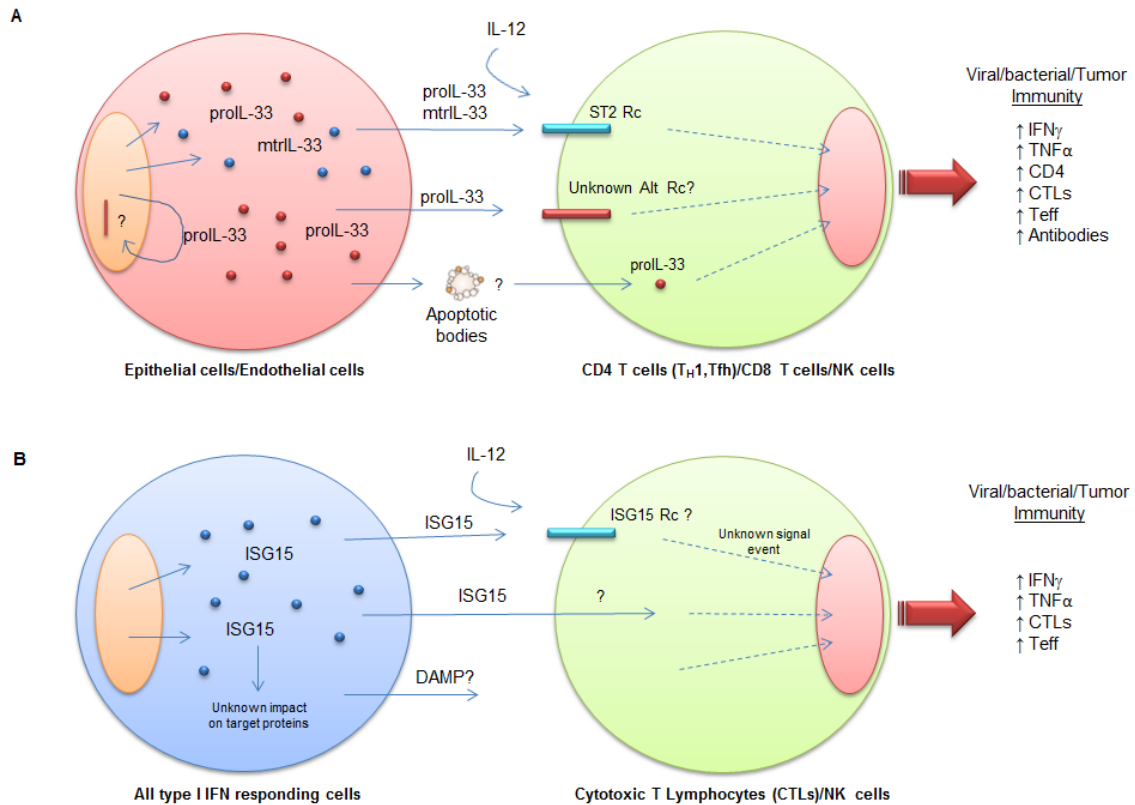 A
IL-12
Viral/bacterial/Tumor
Immunity
proIL-33
mtrIL-33
proIL-33
mtrIL-33
ST2 Rc
↑ IFNγ
↑ TNFα
↑ CD4
↑ CTLs
↑ Teff
↑ Antibodies
Unknown Alt Rc?
proIL-33
?
proIL-33
proIL-33
proIL-33
?
Apoptotic
bodies
Epithelial cells/Endothelial cells
CD4 T cells (TH1,Tfh)/CD8 T cells/NK cells
B
IL-12
Viral/bacterial/Tumor
Immunity
ISG15
ISG15 Rc ?
Unknown signal
event
ISG15
ISG15
?
↑ IFNγ
↑ TNFα
↑ CTLs
↑ Teff
ISG15
DAMP?
Unknown impact
on target proteins
All type I IFN responding cells
Cytotoxic T Lymphocytes (CTLs)/NK cells